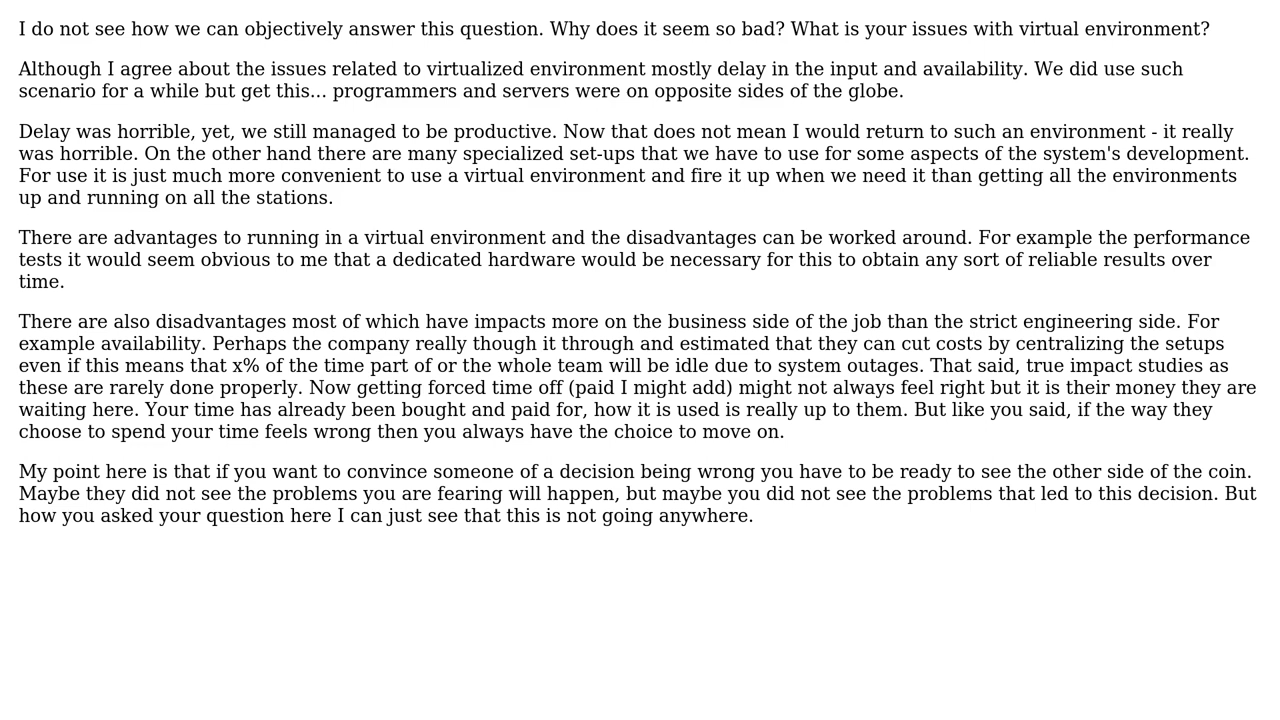 I do not see how we can objectively answer this question. Why does it seem so bad? What is your issues with virtual environment?
Although I agree about the issues related to virtualized environment mostly delay in the input and availability. We did use such
scenario for a while but get this... programmers and servers were on opposite sides of the globe.
Delay was horrible, yet, we still managed to be productive. Now that does not mean I would return to such an environment - it really
was horrible. On the other hand there are many specialized set-ups that we have to use for some aspects of the system's development.
For use it is just much more convenient to use a virtual environment and fire it up when we need it than getting all the environments
up and running on all the stations.
There are advantages to running in a virtual environment and the disadvantages can be worked around. For example the performance
tests it would seem obvious to me that a dedicated hardware would be necessary for this to obtain any sort of reliable results over
time.
There are also disadvantages most of which have impacts more on the business side of the job than the strict engineering side. For
example availability. Perhaps the company really though it through and estimated that they can cut costs by centralizing the setups
even if this means that x% of the time part of or the whole team will be idle due to system outages. That said, true impact studies as
these are rarely done properly. Now getting forced time off (paid I might add) might not always feel right but it is their money they are
waiting here. Your time has already been bought and paid for, how it is used is really up to them. But like you said, if the way they
choose to spend your time feels wrong then you always have the choice to move on.
My point here is that if you want to convince someone of a decision being wrong you have to be ready to see the other side of the coin.
Maybe they did not see the problems you are fearing will happen, but maybe you did not see the problems that led to this decision. But
how you asked your question here I can just see that this is not going anywhere.